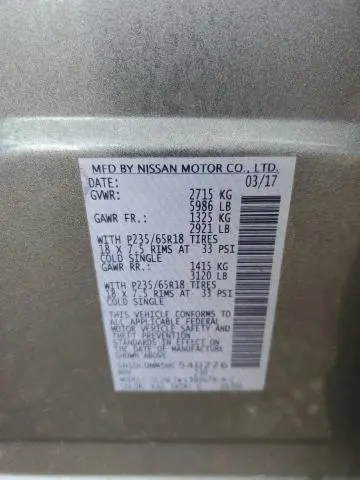 MFD BY NISSAN MOTOR CO., LTD.
DATE: 03/17
GVWR: 2715 KG
5986 LB
GAWR FR.: 1325 KG
2921 LB
WITH P235/65R18 TIRES
18 X 7.5 RIMS AT 33 PSI
COLD SINGLE
GAWR RR.: 1415 KG
3120 LB
WITH P235/65R18 TIRES
18 X 7.5 RIMS AT 33 PSI
COLD SINGLE
THIS VEHICLE CONFORMS TO
ALL APPLICABLE FEDERAL
MOTOR VEHICLE SAFETY AND
THEFT PREVENTION
STANDARDS IN EFFECT ON
THE DATE OF MANUFACTURE
SHOWN ABOVE
540776
MPV
MODEL: